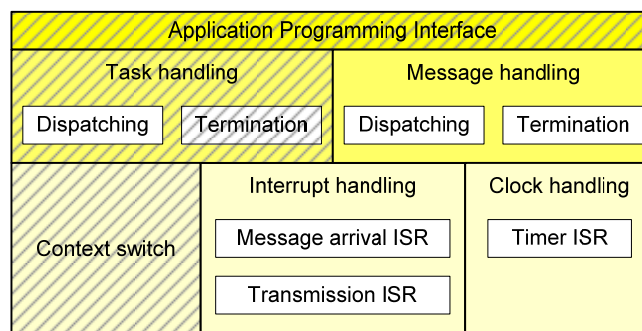 Application Programming Interface
Task handling
Message handling
Dispatching
Termination
Dispatching
Termination
Context switch
Interrupt handling
Message arrival ISR
Transmission ISR
Clock handling
Timer ISR